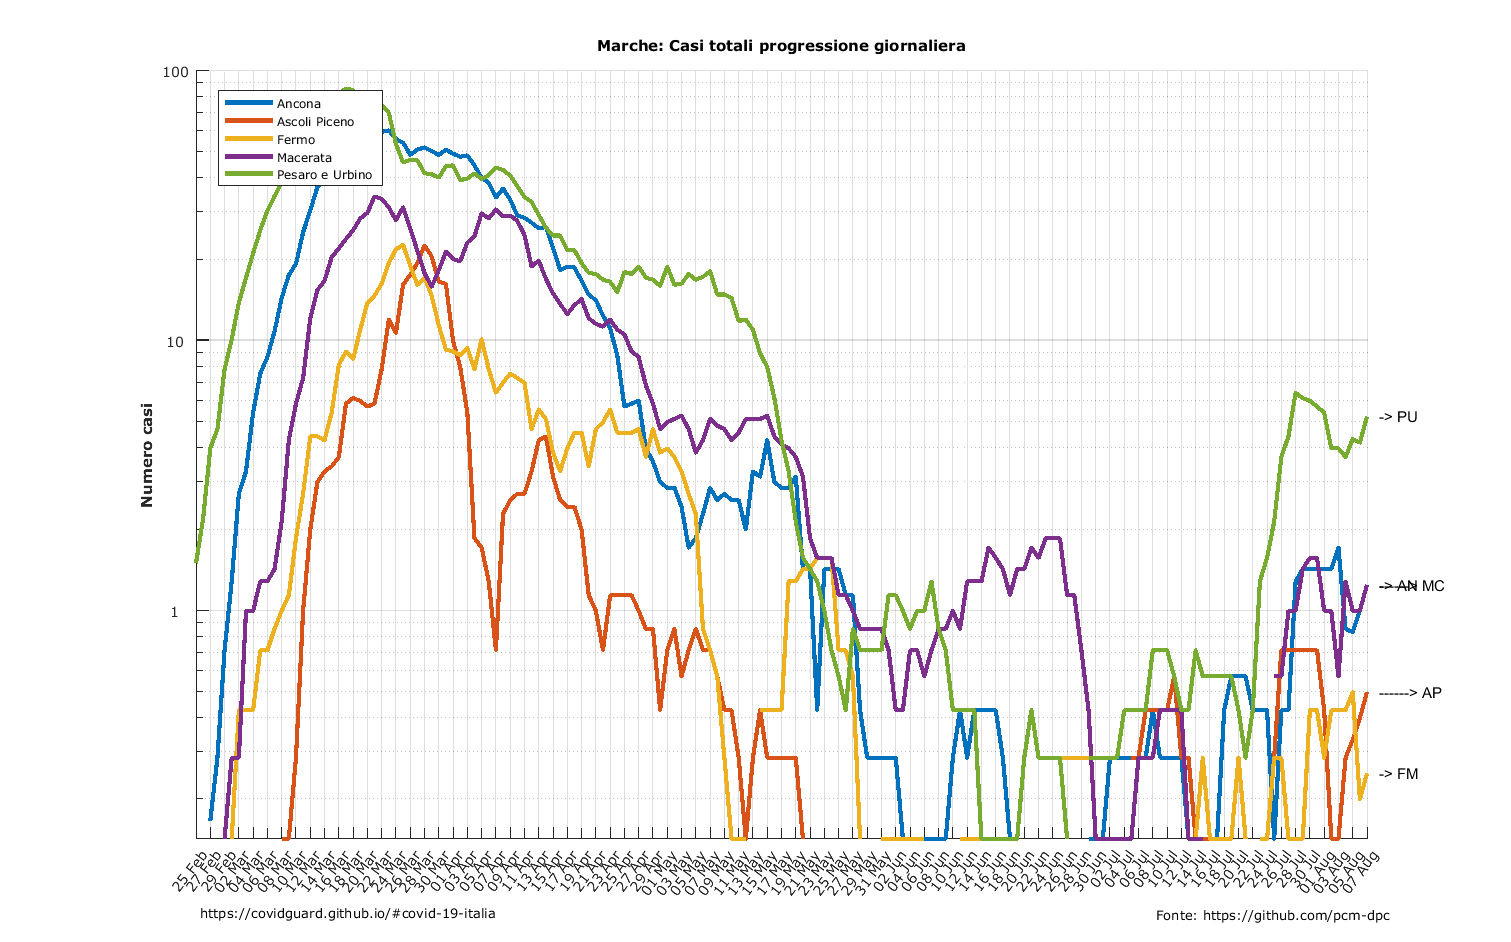 Marche: Casi totali progressione giornaliera
100
10
1
Numero casi
Ancona
Ascoli Piceno
Fermo
Macerata
Pesaro e Urbino
-> PU
-> AN
MC
------> AP
-> FM
25 Feb
27 Feb
29 Feb
02 Mar
04 Mar
06 Mar
08 Mar
10 Mar
12 Mar
14 Mar
16 Mar
18 Mar
20 Mar
22 Mar
24 Mar
26 Mar
28 Mar
30 Mar
01 Apr
03 Apr
05 Apr
07 Apr
09 Apr
11 Apr
13 Apr
15 Apr
17 Apr
19 Apr
21 Apr
23 Apr
25 Apr
27 Apr
29 Apr
01 May
03 May
05 May
07 May
09 May
11 May
13 May
15 May
17 May
19 May
21 May
23 May
25 May
27 May
29 May
31 May
02 Jun
04 Jun
06 Jun
08 Jun
10 Jun
12 Jun
14 Jun
16 Jun
18 Jun
20 Jun
22 Jun
24 Jun
26 Jun
28 Jun
30 Jun
02 Jul
04 Jul
06 Jul
08 Jul
10 Jul
12 Jul
14 Jul
16 Jul
18 Jul
20 Jul
22 Jul
24 Jul
26 Jul
28 Jul
30 Jul
01 Aug
03 Aug
05 Aug
07 Aug
https://covidguard.github.io/#covid-19-italia
Fonte: https://github.com/pcm-dpc